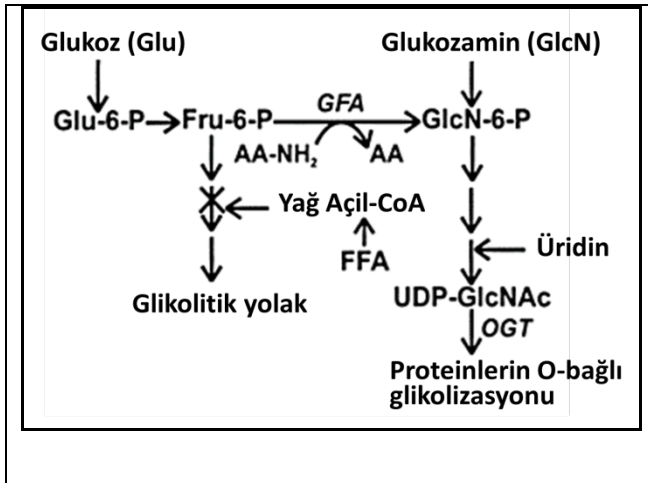 Glukoz (Glu)
Glukozamin (GlcN)
Glu-6-P
Fru-6-P
GFA
GlcN-6-P
AA-NH₂
AA
Yağ Açil-CoA
FFA
Üridin
Glikolitik yolak
UDP-GlcNAc
OGT
Proteinlerin O-bağlı
glikolizasyonu